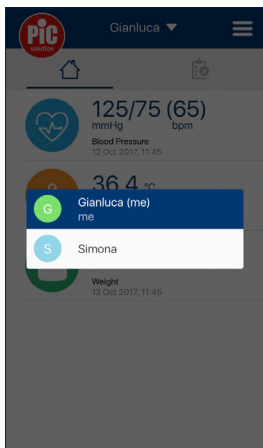 PiC
solution
Gianluca ▼
125/75 (65)
mmHg bpm
Blood Pressure
12 Oct 2017, 11:45
36.4 °C
G
Gianluca (me)
me
S
Simona
Weight
12 Oct 2017, 11:45